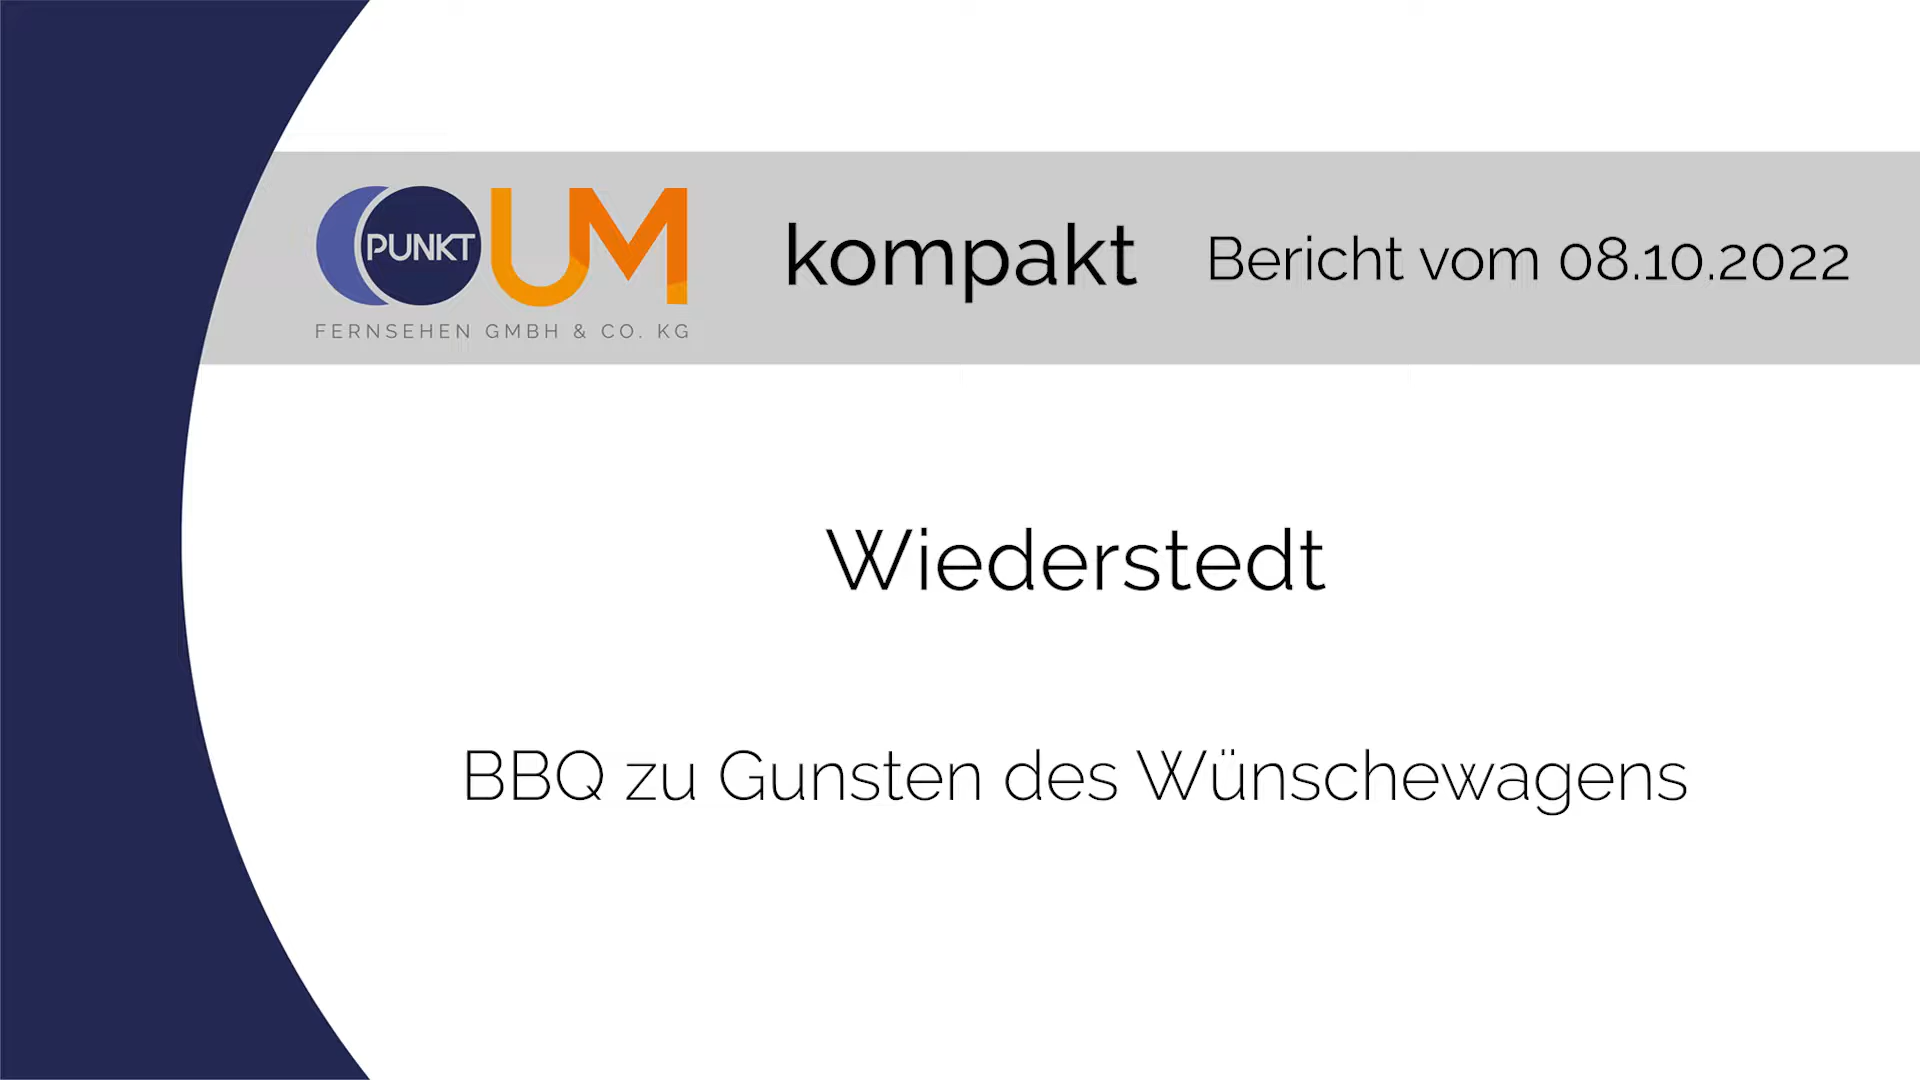 PUNKT UM
FERNSEHEN GMBH & CO. KG
kompakt Bericht vom 08.10.2022
Wiederstedt
BBQ zu Gunsten des Wünschewagens